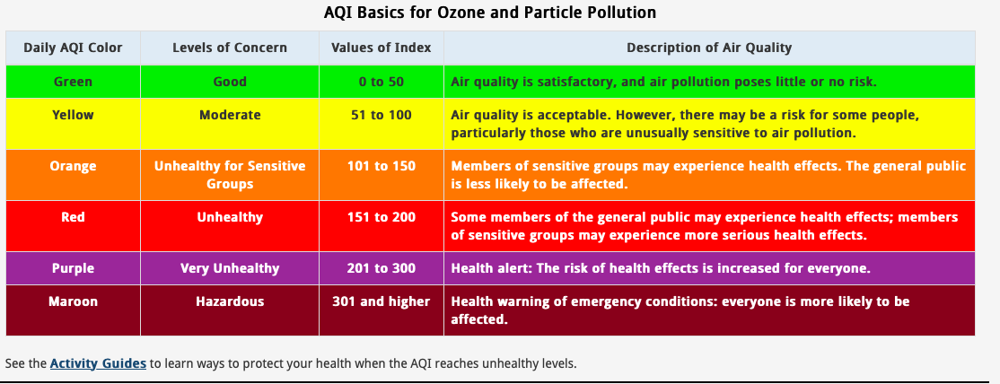 AQI Basics for Ozone and Particle Pollution
Daily AQI Color Levels of Concern Values of Index Description of Air Quality
Green Good 0 to 50 Air quality is satisfactory, and air pollution poses little or no risk.
Yellow Moderate 51 to 100 Air quality is acceptable. However, there may be a risk for some people,
particularly those who are unusually sensitive to air pollution.
Orange Unhealthy for Sensitive 101 to 150 Members of sensitive groups may experience health effects. The general public
Groups is less likely to be affected.
Red Unhealthy 151 to 200 Some members of the general public may experience health effects; members
of sensitive groups may experience more serious health effects.
Purple Very Unhealthy 201 to 300 Health alert: The risk of health effects is increased for everyone.
Maroon Hazardous 301 and higher Health warning of emergency conditions: everyone is more likely to be
affected.
See the Activity Guides to learn ways to protect your health when the AQI reaches unhealthy levels.